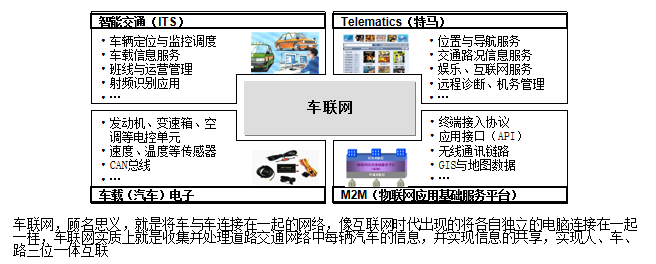 智能交通（ITS）
• 车辆定位与监控调度
• 车载信息服务
• 班线与运营管理
• 射频识别应用
• …
Telematics（特马）
• 位置与导航服务
• 交通路况信息服务
• 娱乐、互联网服务
• 远程诊断、机务管理
• …
车联网
• 发动机、变速箱、空
调等电控单元
• 速度、温度等传感器
• CAN总线
• …
车载（汽车）电子
• 终端接入协议
• 应用接口（API）
• 无线通讯链路
• GIS与地图数据
• …
M2M（物联网应用基础服务平台）
车联网，顾名思义，就是将车与车连接在一起的网络，像互联网时代出现的将各自独立的电脑连接在一起
一样，车联网实质上就是收集并处理道路交通网络中每辆汽车的信息，并实现信息的共享，实现人、车、
路三位一体互联